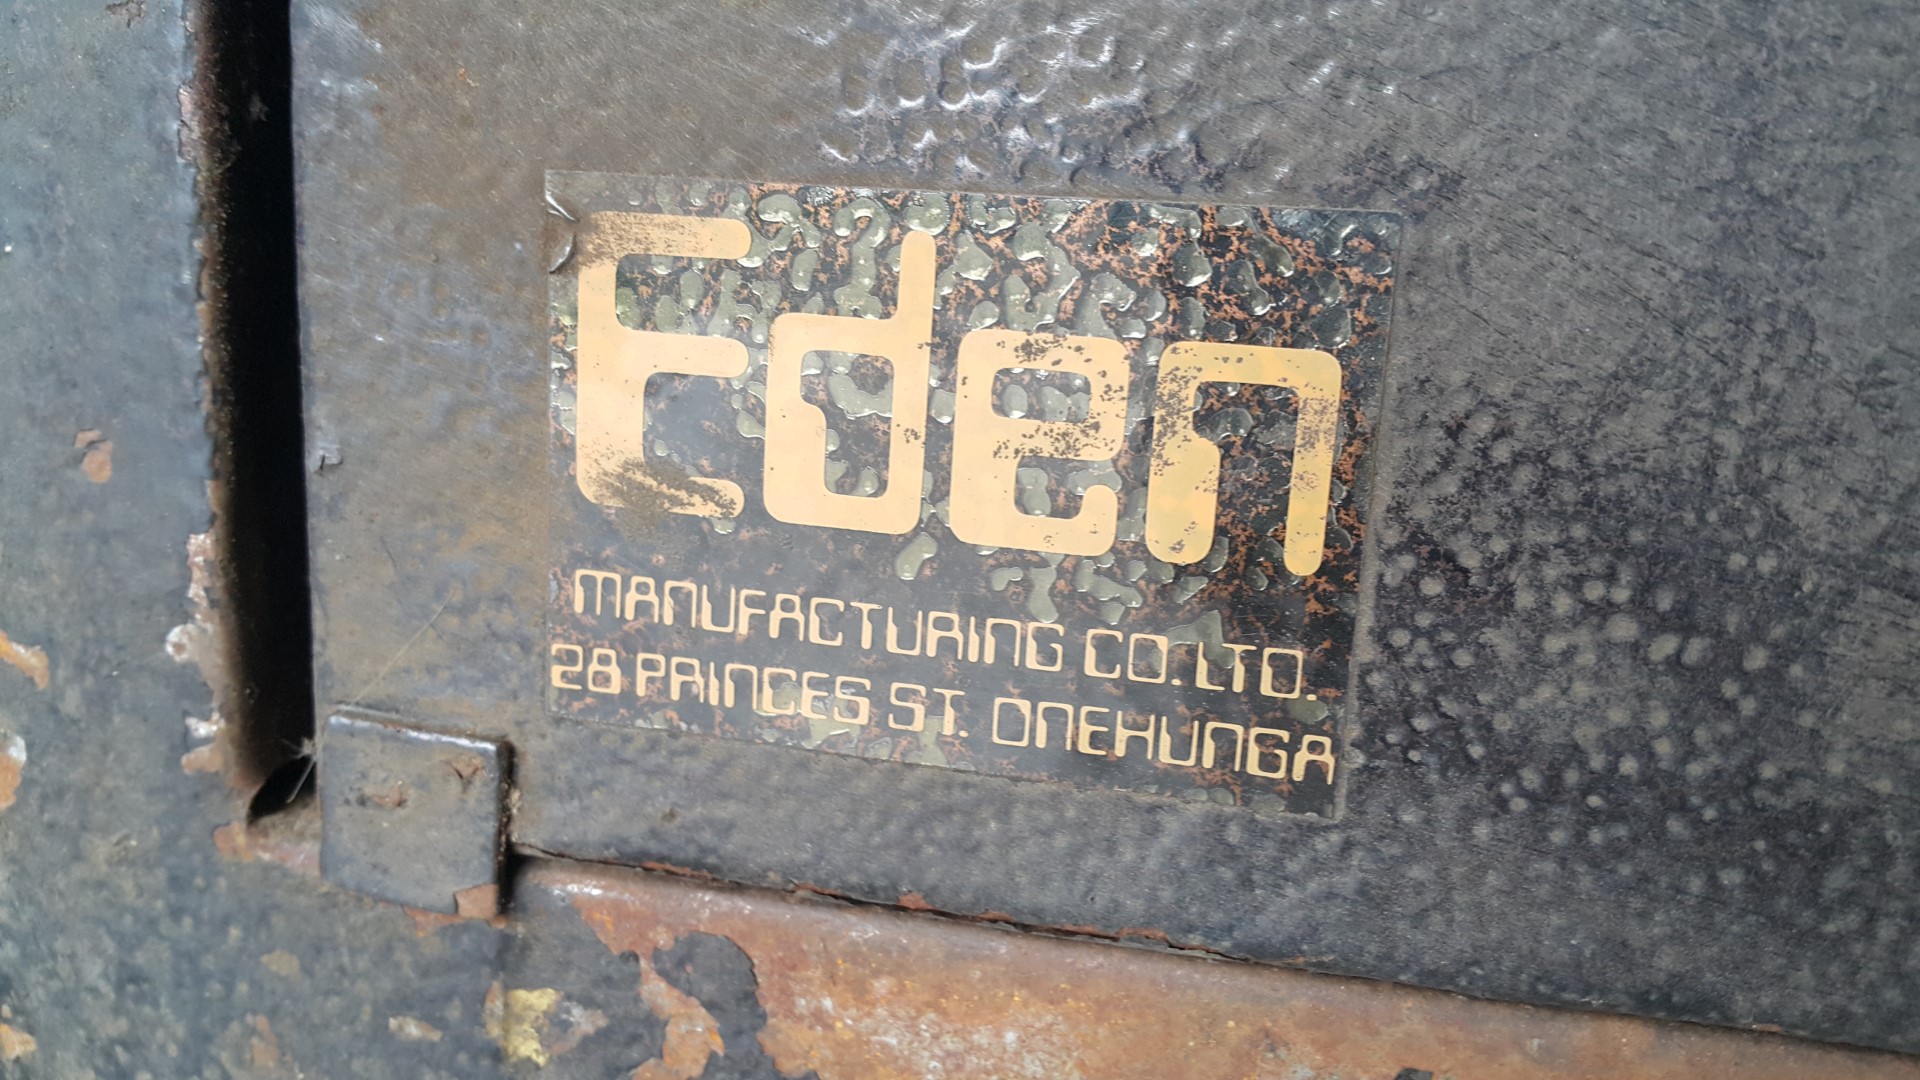 Eden
MANUFACTURING CO. LTD.
28 PRINCES ST. ONEHUNGA